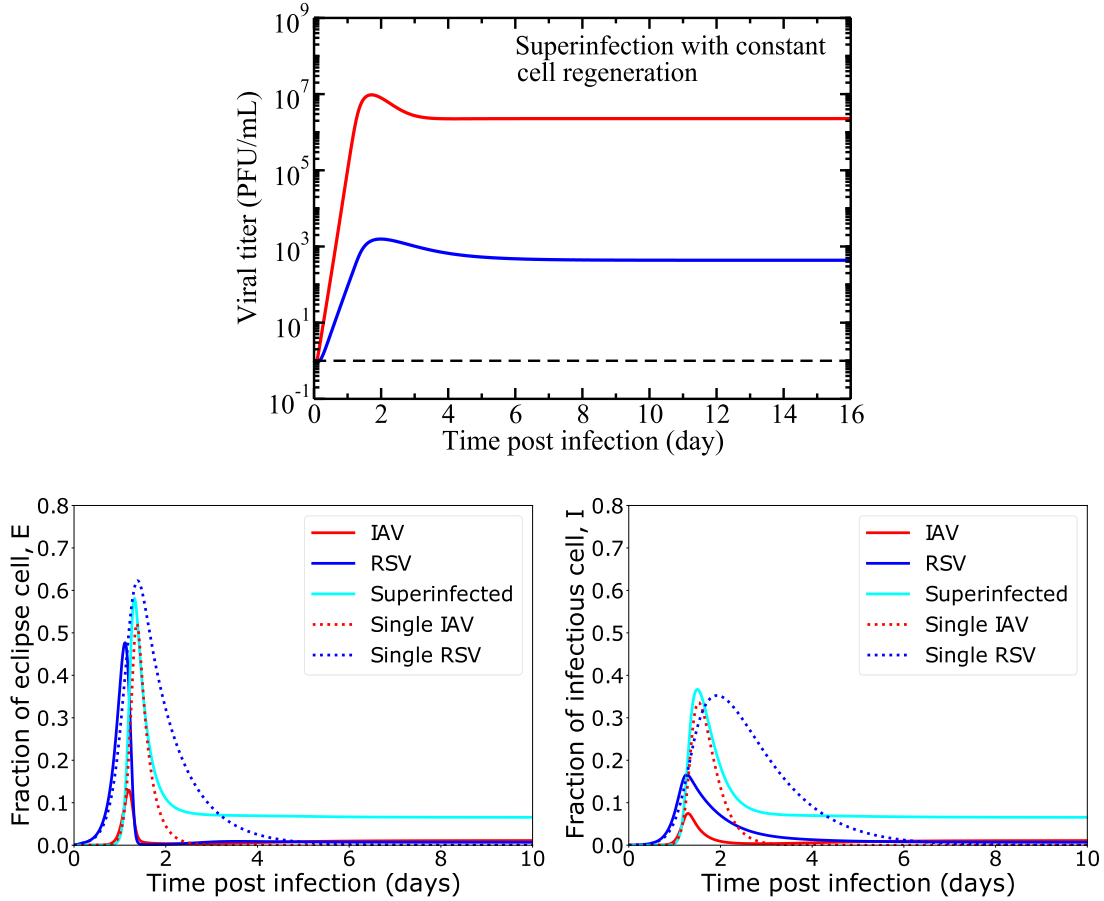 Superinfection with constant
cell regeneration
Viral titer (PFU/mL)
10^9
10^7
10^5
10^3
10^1
10^-1
0 2 4 6 8 10 12 14 16
Time post infection (day)
Fraction of eclipse cell, E
0.8
0.7
0.6
0.5
0.4
0.3
0.2
0.1
0.0
IAV
RSV
Superinfected
Single IAV
Single RSV
0 2 4 6 8 10
Time post infection (days)
Fraction of infectious cell, I
0.8
0.7
0.6
0.5
0.4
0.3
0.2
0.1
0.0
IAV
RSV
Superinfected
Single IAV
Single RSV
0 2 4 6 8 10
Time post infection (days)